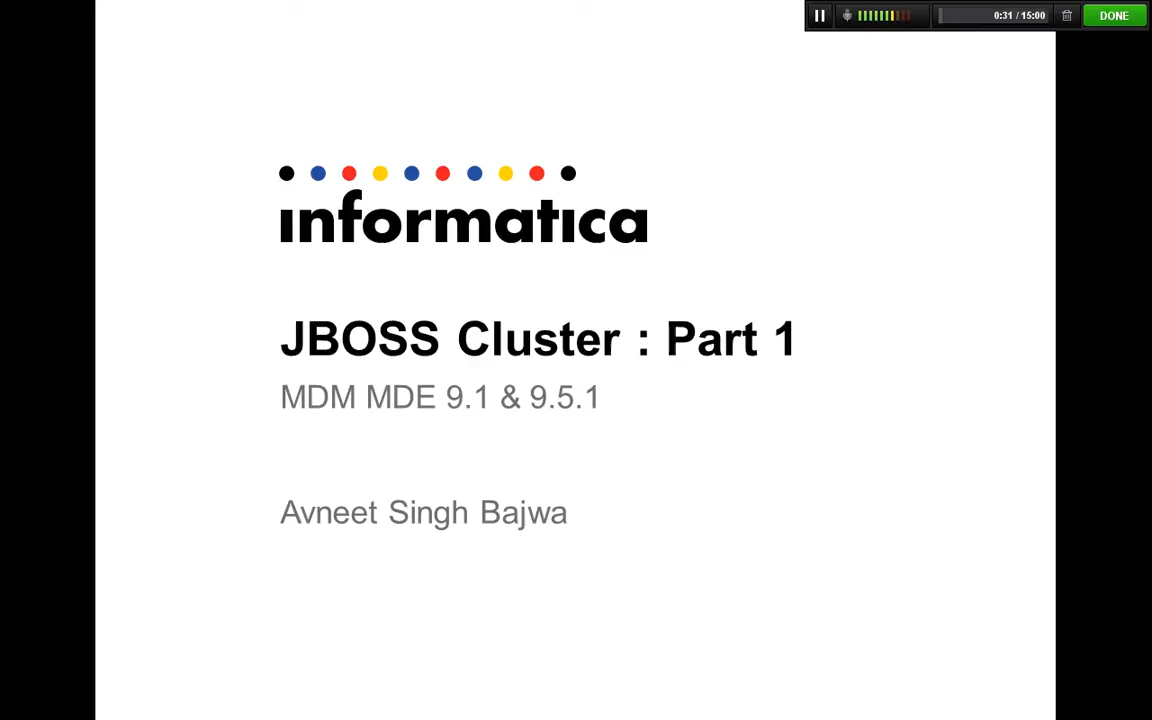 0:31 / 15:00
DONE
informatica
JBOSS Cluster : Part 1
MDM MDE 9.1 & 9.5.1
Avneet Singh Bajwa